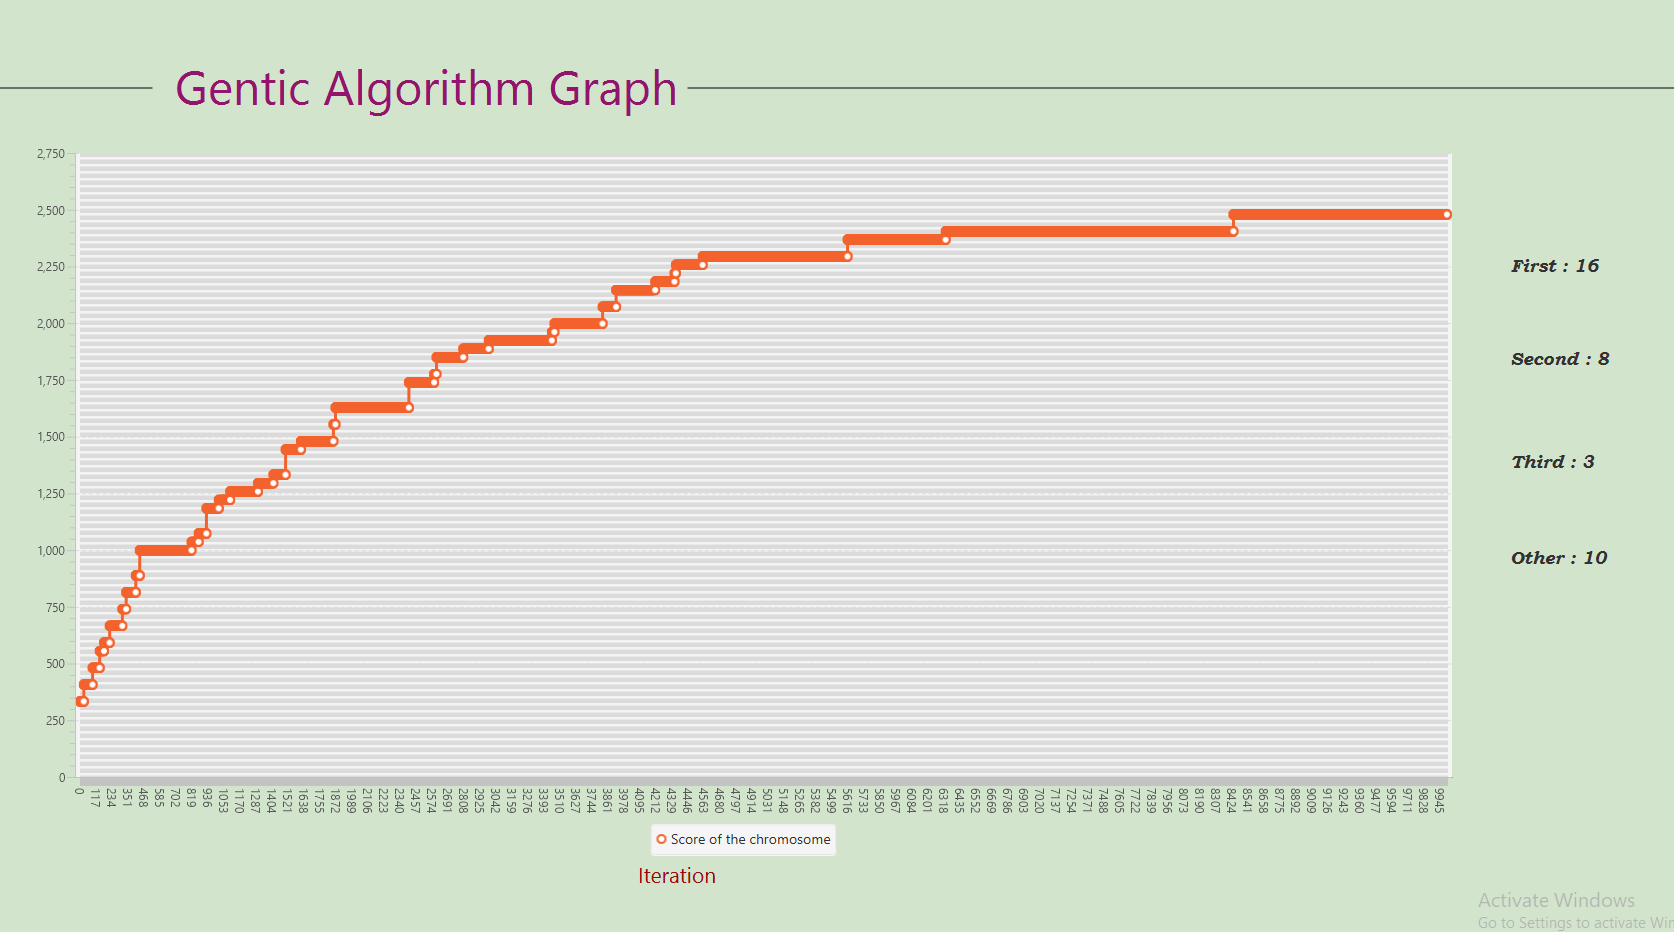 Gentic Algorithm Graph
2,750
2,500
2,250
2,000
1,750
1,500
1,250
1,000
750
500
250
0
0 117 234 351 468 585 702 819 936 1053 1170 1287 1404 1521 1638 1755 1872 1989 2106 2223 2340 2457 2574 2691 2808 2925 3042 3159 3276 3393 3510 3627 3744 3861 3978 4095 4212 4329 4446 4563 4680 4797 4914 5031 5148 5265 5382 5499 5616 5733 5850 5967 6084 6201 6318 6435 6552 6669 6786 6903 7020 7137 7254 7371 7488 7605 7722 7839 7956 8073 8190 8307 8424 8541 8658 8775 8892 9009 9126 9243 9360 9477 9594 9711 9828 9945
Score of the chromosome
Iteration
First : 16
Second : 8
Third : 3
Other : 10
Activate Windows
Go to Settings to activate Win